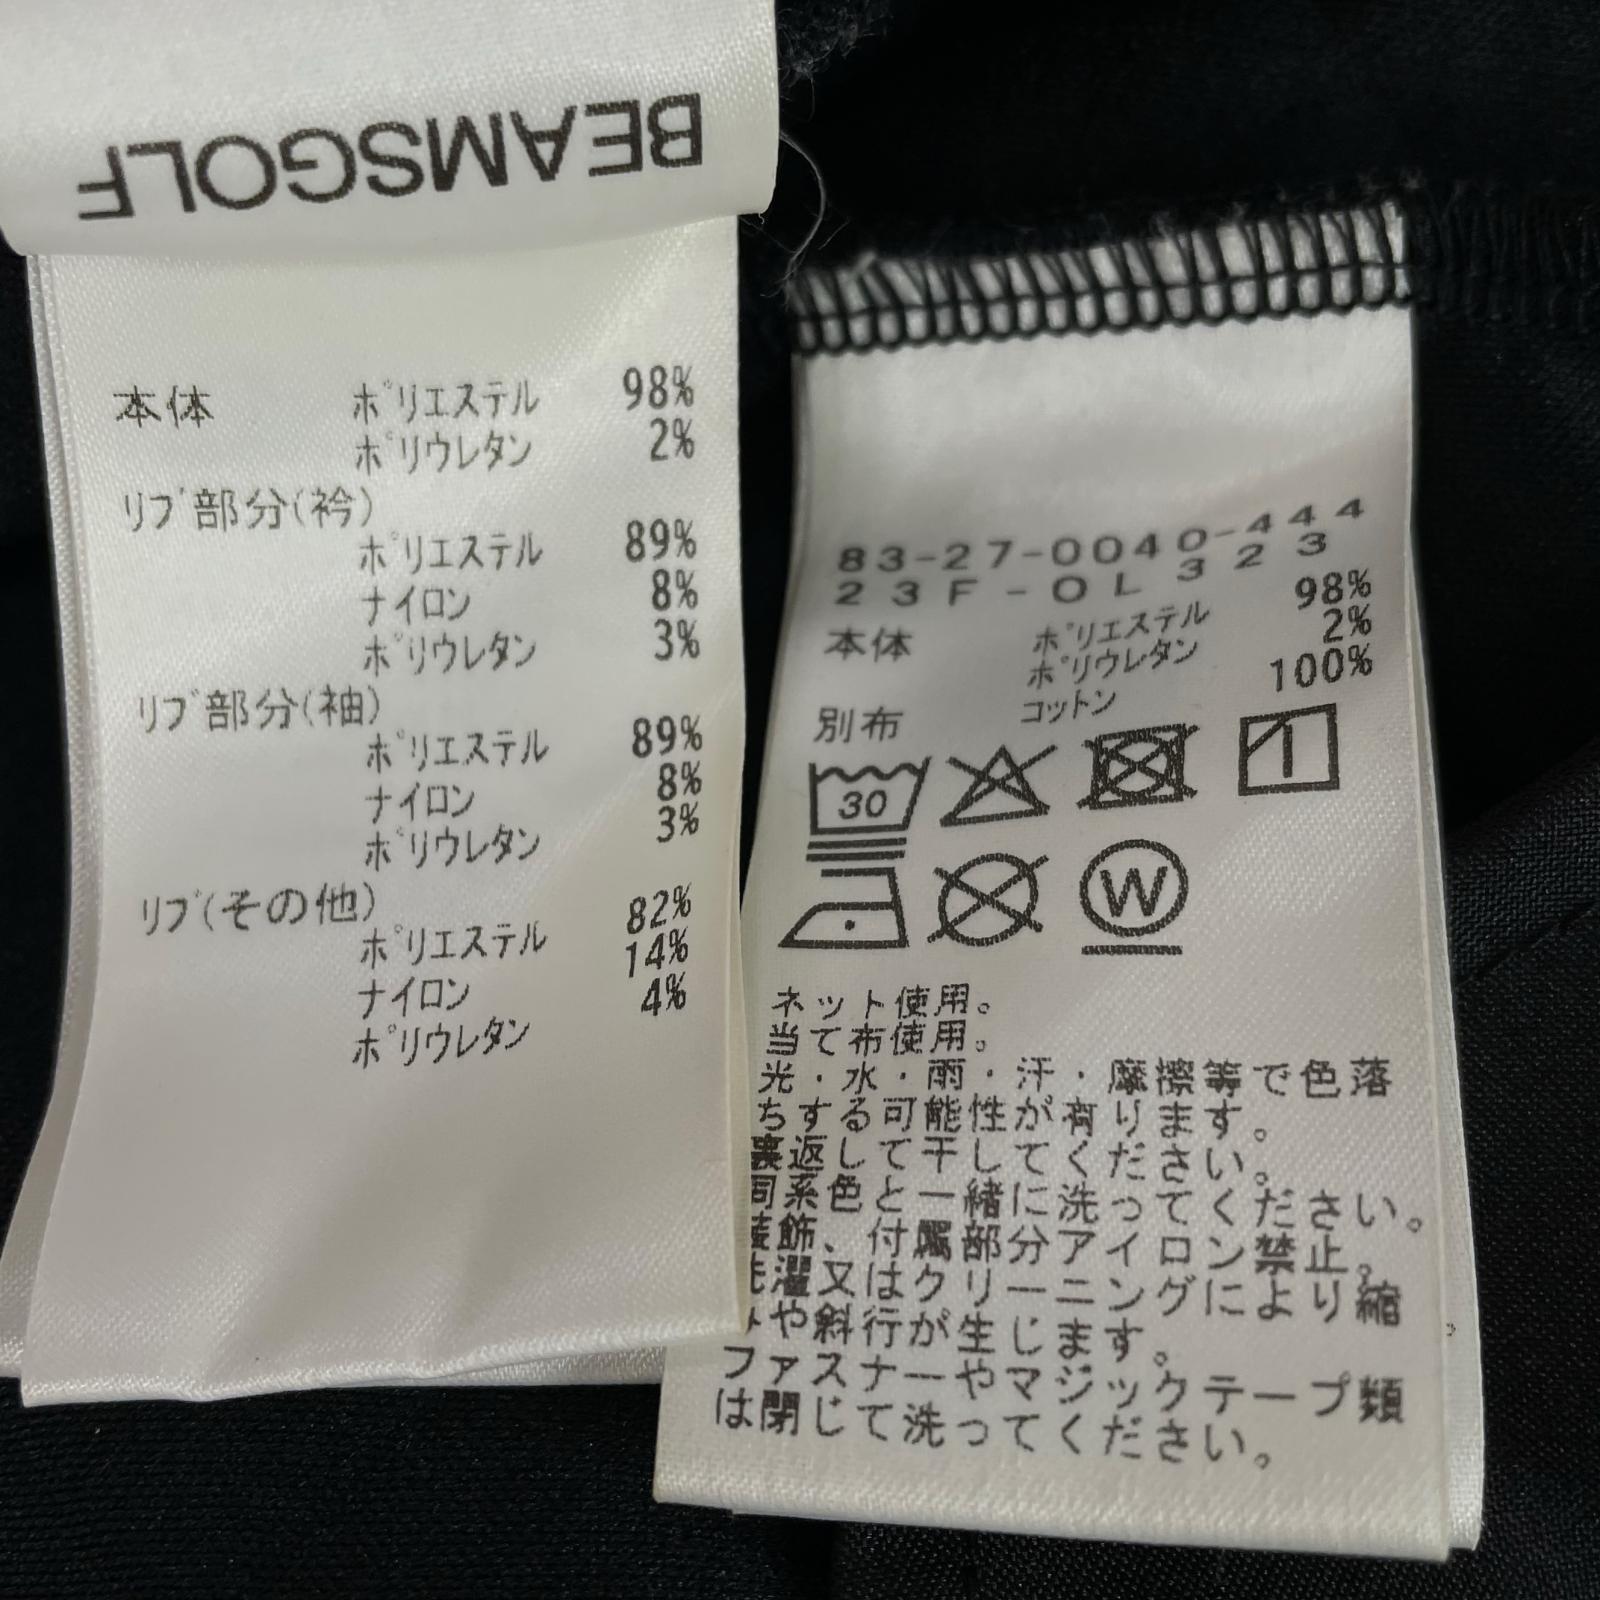 BEAMSGOLF
本体 ポリエステル 98%
ポリウレタン 2%
リブ部分(衿)
ポリエステル 89%
ナイロン 8%
ポリウレタン 3%
リブ部分(袖)
ポリエステル 89%
ナイロン 8%
ポリウレタン 3%
リブ(その他)
ポリエステル 82%
ナイロン 14%
ポリウレタン 4%
83-27-0040-444
23F-OL323
本体 ポリエステル 98%
ポリウレタン 2%
別布 コットン 100%
30
W
ネット使用。
当て布使用。
光・水・雨・汗・摩擦等で色落
ちする可能性が有ります。
裏返しして干してください。
同系色と一緒に洗ってください。
装飾、付属部分アイロン禁止。
洗濯又はクリーニングにより縮
みや斜行が生じます。
ファスナーやマジックテープ類
は閉じて洗ってください。